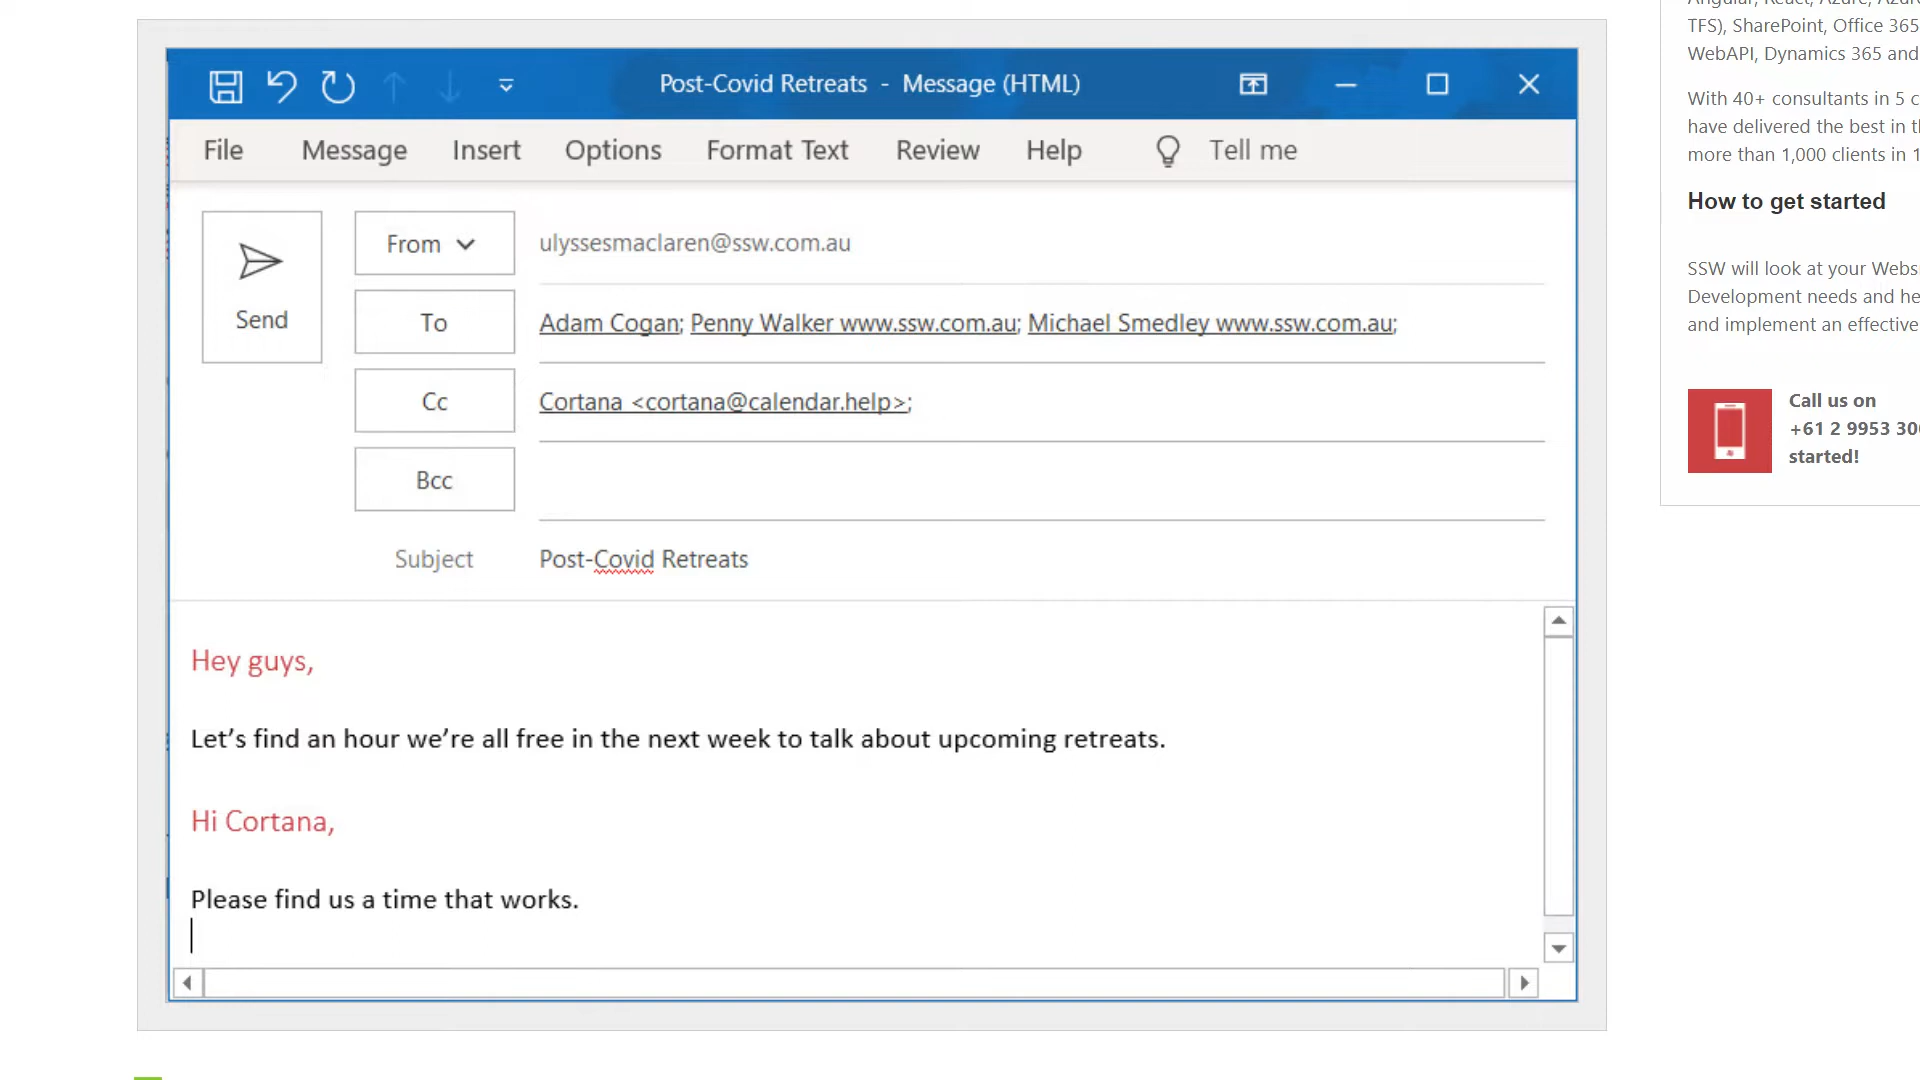 Post-Covid Retreats - Message (HTML)
File Message Insert Options Format Text Review Help Tell me
Send
From ulyssesmaclaren@ssw.com.au
To Adam Cogan; Penny Walker www.ssw.com.au; Michael Smedley www.ssw.com.au;
Cc Cortana <cortana@calendar.help>;
Bcc
Subject Post-Covid Retreats
Hey guys,
Let's find an hour we're all free in the next week to talk about upcoming retreats.
Hi Cortana,
Please find us a time that works.
TFS), SharePoint, Office 365
WebAPI, Dynamics 365 and
With 40+ consultants in 5
have delivered the best in
more than 1,000 clients in
How to get started
SSW will look at your
Development needs and
and implement an effective
Call us on
+61 2 9953
started!